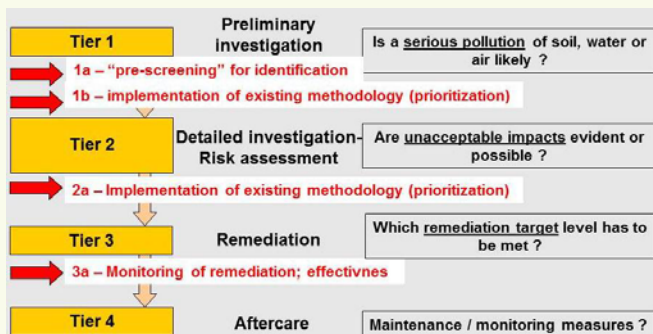 Tier 1
Preliminary
investigation
Is a serious pollution of soil, water or
air likely ?
1a – “pre-screening” for identification
1b – implementation of existing methodology (prioritization)
Tier 2
Detailed investigation-
Risk assessment
Are unacceptable impacts evident or
possible ?
2a – Implementation of existing methodology (prioritization)
Tier 3
Remediation
Which remediation target level has to
be met ?
3a – Monitoring of remediation; effectivnes
Tier 4
Aftercare
Maintenance / monitoring measures ?